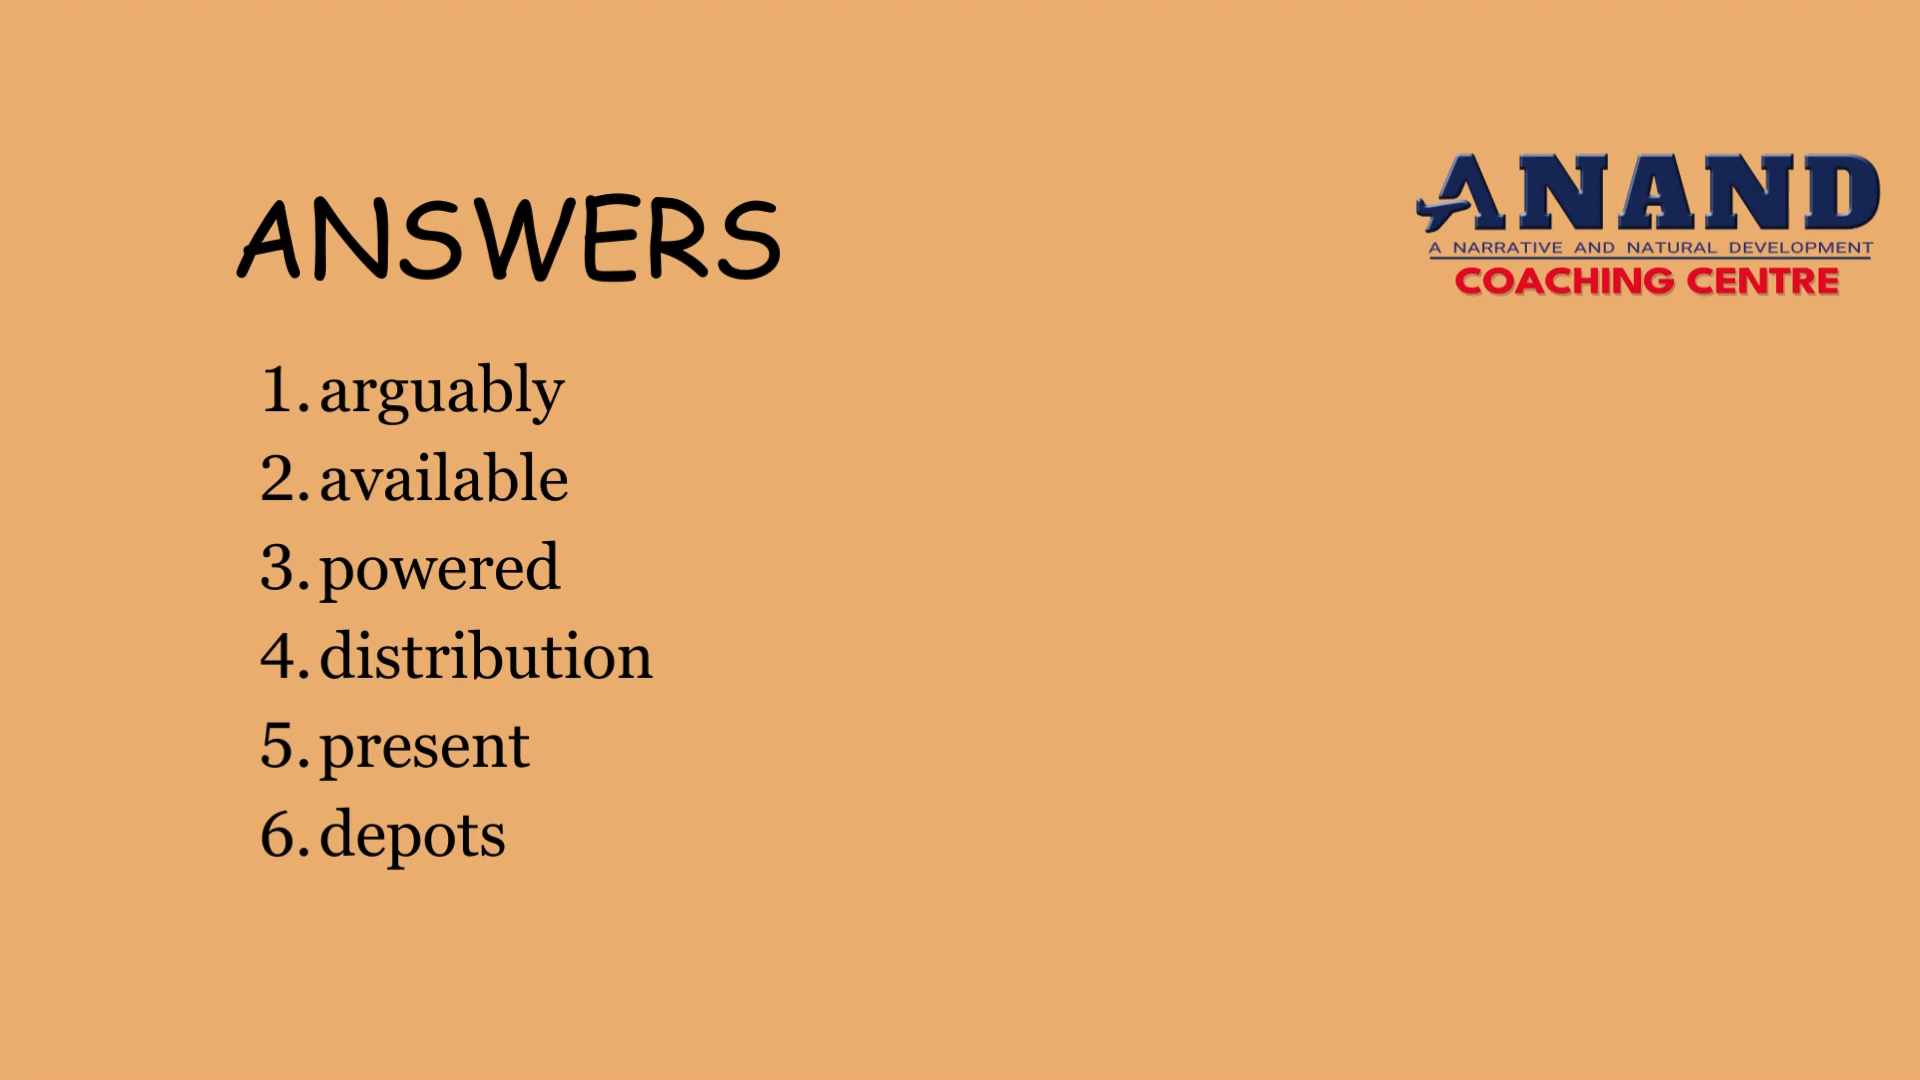 ANAND
A NARRATIVE AND NATURAL DEVELOPMENT
COACHING CENTRE
ANSWERS
1. arguably
2. available
3. powered
4. distribution
5. present
6. depots